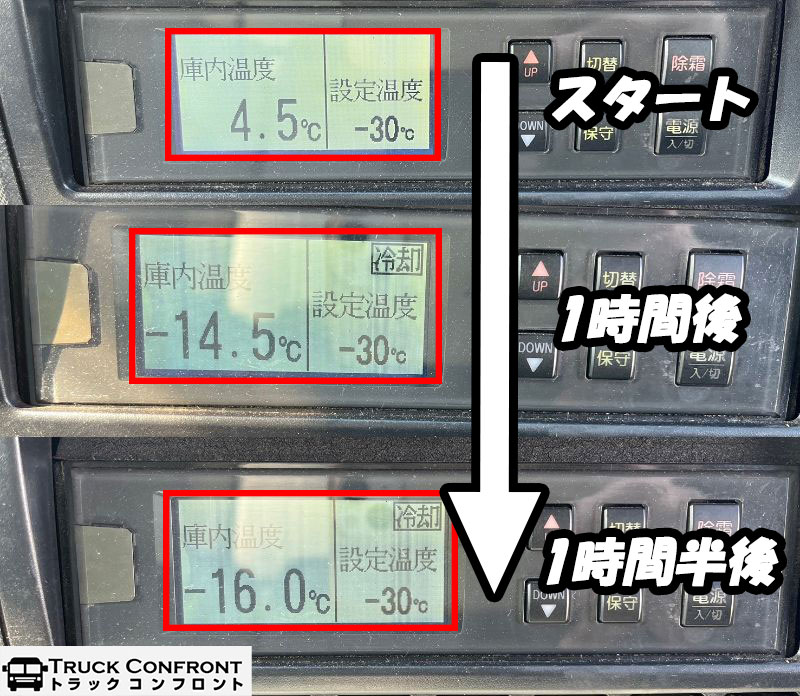 庫内温度
4.5℃
設定温度
-30℃
UP
切替
除霜
DOWN
保守
電源
入/切
スタート
冷却
庫内温度
-14.5℃
設定温度
-30℃
UP
切替
除霜
DOWN
保守
電源
入/切
1時間後
冷却
庫内温度
-16.0℃
設定温度
-30℃
切替
除霜
DOWN
保守
電源
入/切
1時間半後
TRUCK CONFRONT
トラックコンフロント